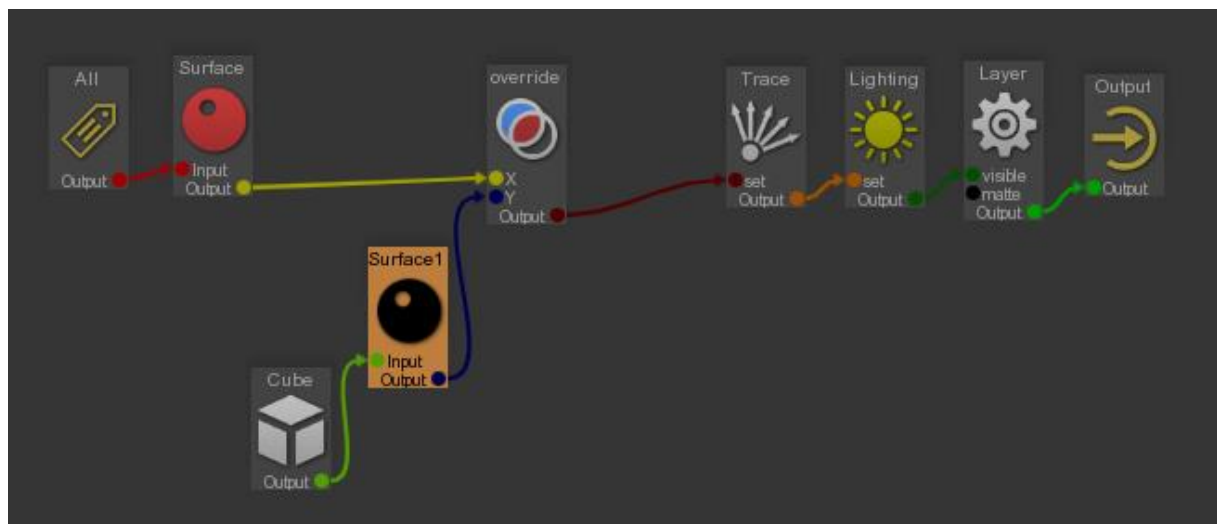 All
Output
Surface
Input
Output
override
X
Y
Output
Surface1
Input
Output
Cube
Output
Trace
set
Output
Lighting
set
Output
Layer
visible
matte
Output
Output
Output